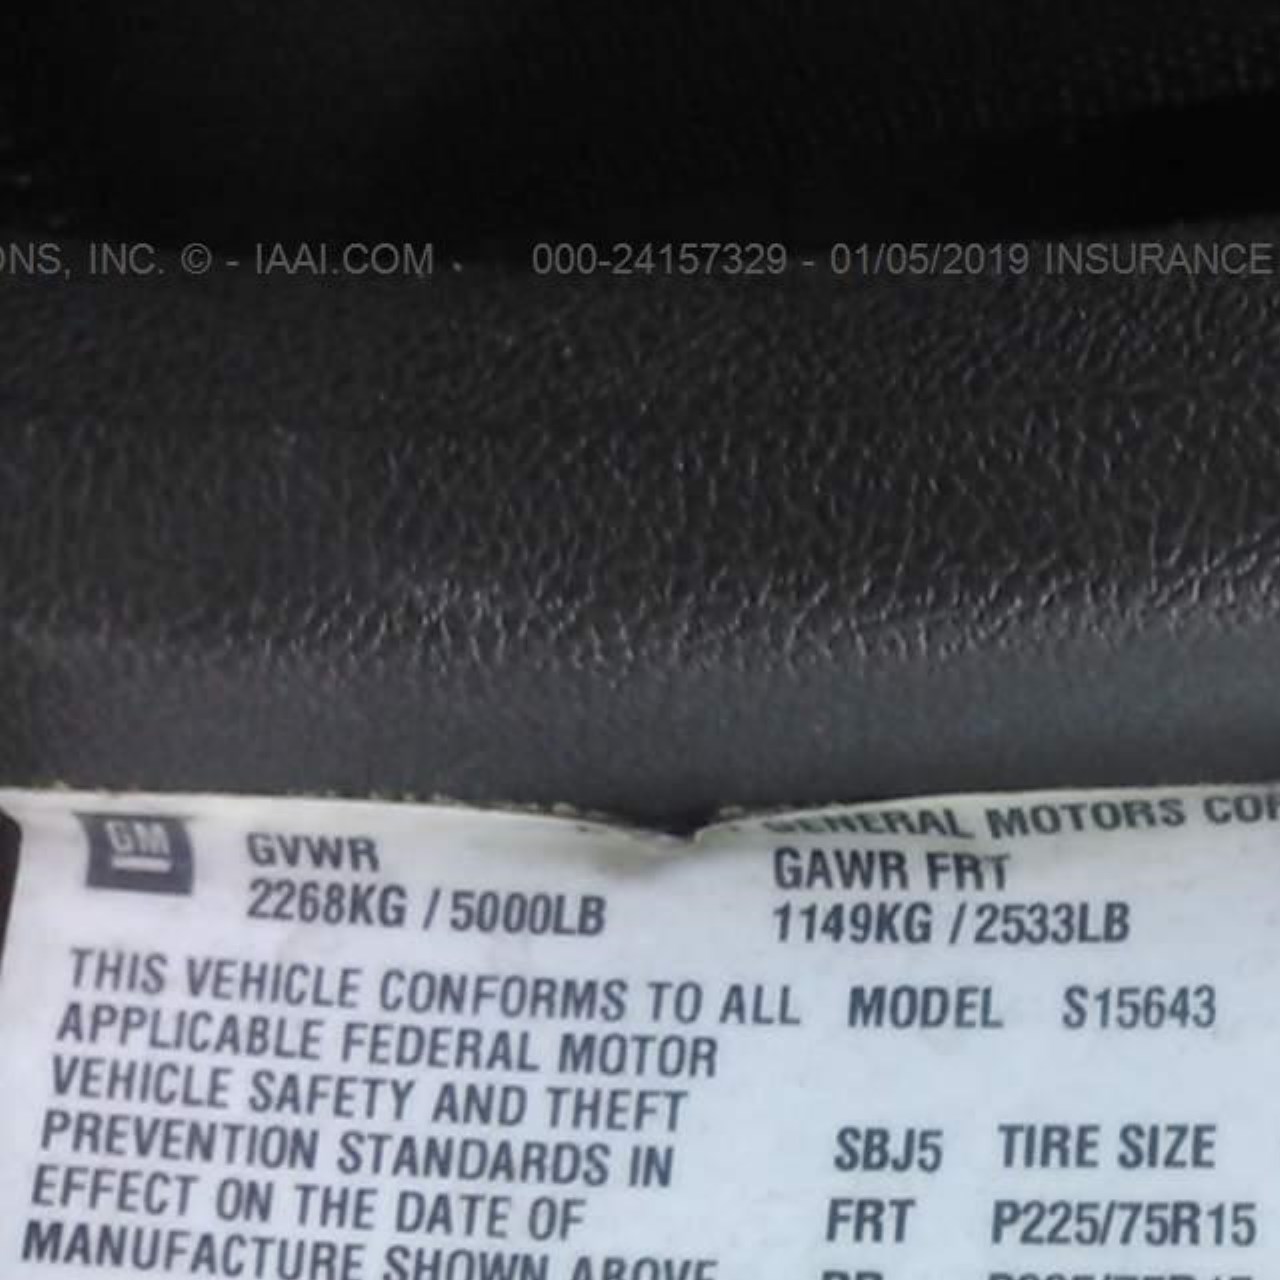 ONS, INC. © - IAAI.COM . 000-24157329 - 01/05/2019 INSURANCE
GENERAL MOTORS COR
GM
GVWR GAWR FRT
2268KG / 5000LB 1149KG / 2533LB
THIS VEHICLE CONFORMS TO ALL MODEL S15643
APPLICABLE FEDERAL MOTOR
VEHICLE SAFETY AND THEFT
PREVENTION STANDARDS IN SBJ5 TIRE SIZE
EFFECT ON THE DATE OF FRT P225/75R15
MANUFACTURE SHOWN ABOVE